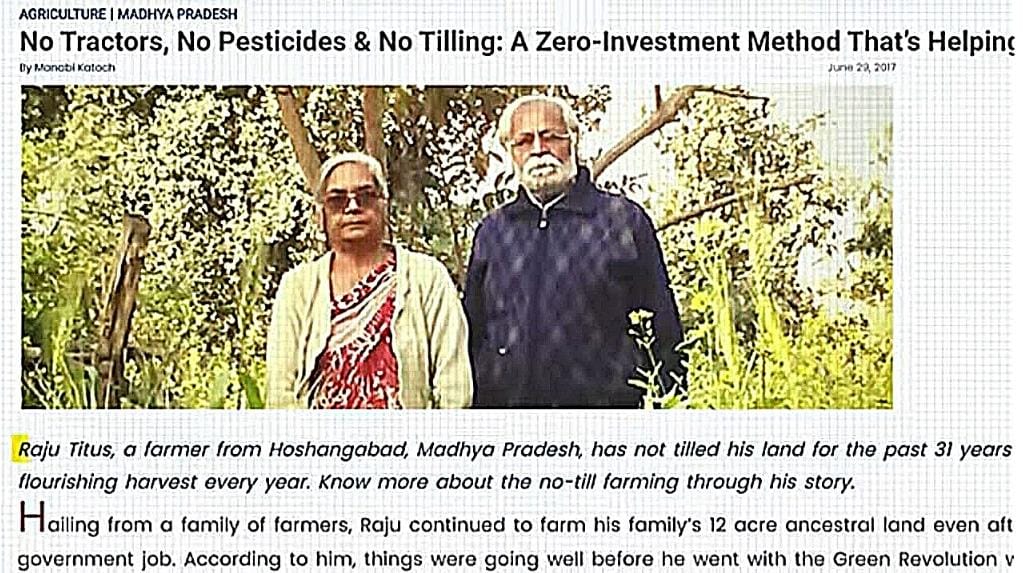 AGRICULTURE | MADHYA PRADESH
No Tractors, No Pesticides & No Tilling: A Zero-Investment Method That's Helping
By Manabi Katoch
June 29, 2017
Raju Titus, a farmer from Hoshangabad, Madhya Pradesh, has not tilled his land for the past 31 years
flourishing harvest every year. Know more about the no-till farming through his story.
Hailing from a family of farmers, Raju continued to farm his family's 12 acre ancestral land even aft
government job. According to him, things were going well before he went with the Green Revolution